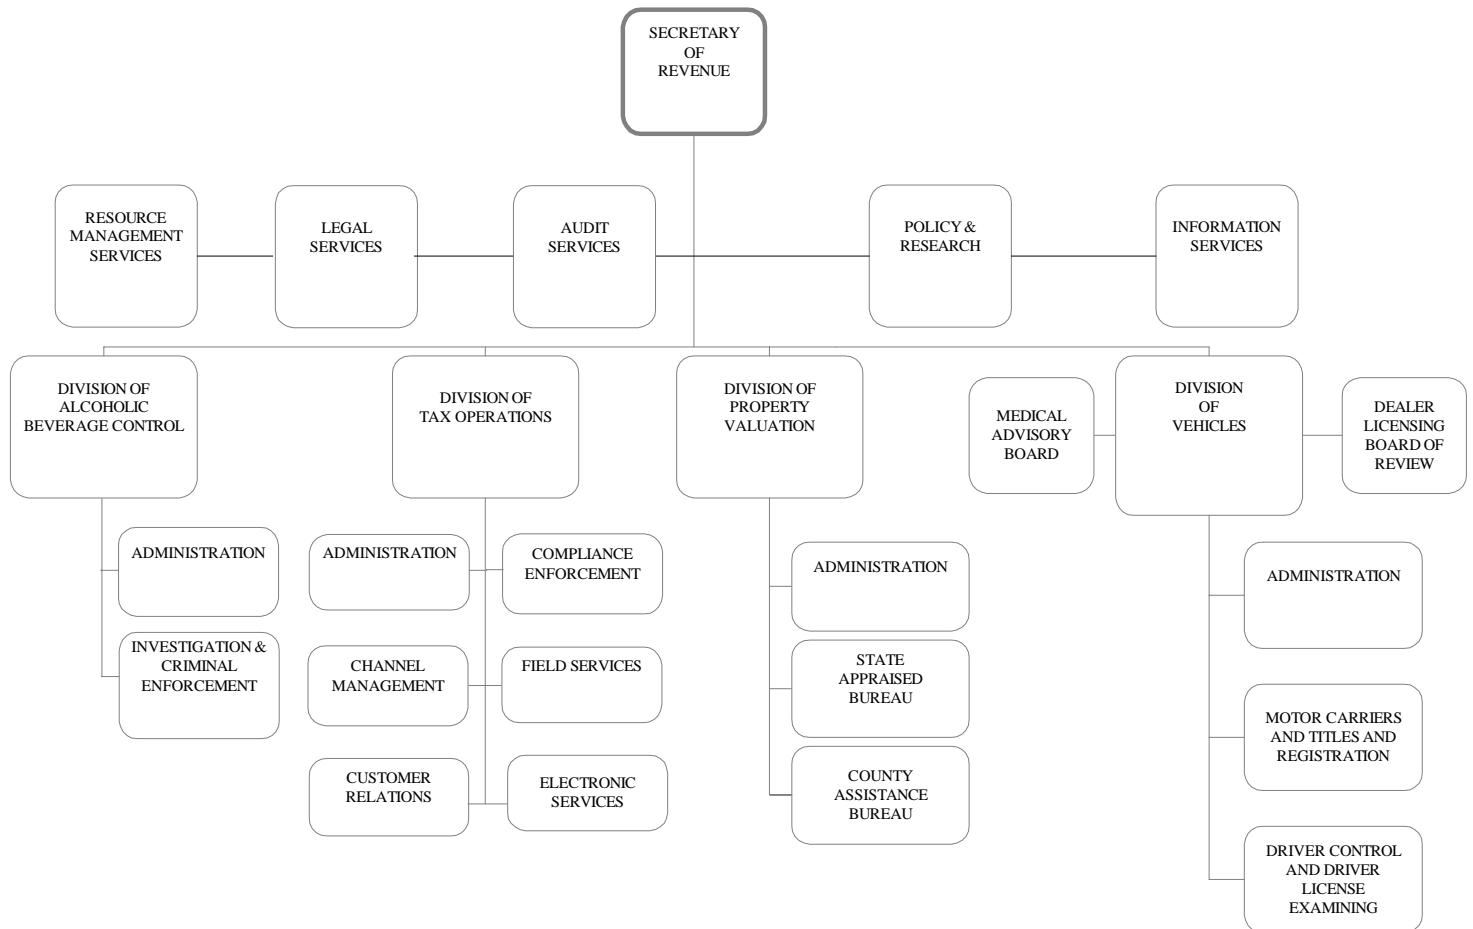 SECRETARY
OF
REVENUE
RESOURCE
MANAGEMENT
SERVICES
LEGAL
SERVICES
AUDIT
SERVICES
POLICY &
RESEARCH
INFORMATION
SERVICES
DIVISION OF
ALCOHOLIC
BEVERAGE CONTROL
DIVISION OF
TAX OPERATIONS
DIVISION OF
PROPERTY
VALUATION
MEDICAL
ADVISORY
BOARD
DIVISION
OF
VEHICLES
DEALER
LICENSING
BOARD OF
REVIEW
ADMINISTRATION
INVESTIGATION &
CRIMINAL
ENFORCEMENT
ADMINISTRATION
COMPLIANCE
ENFORCEMENT
CHANNEL
MANAGEMENT
FIELD SERVICES
CUSTOMER
RELATIONS
ELECTRONIC
SERVICES
ADMINISTRATION
STATE
APPRAISED
BUREAU
COUNTY
ASSISTANCE
BUREAU
ADMINISTRATION
MOTOR CARRIERS
AND TITLES AND
REGISTRATION
DRIVER CONTROL
AND DRIVER
LICENSE
EXAMINING